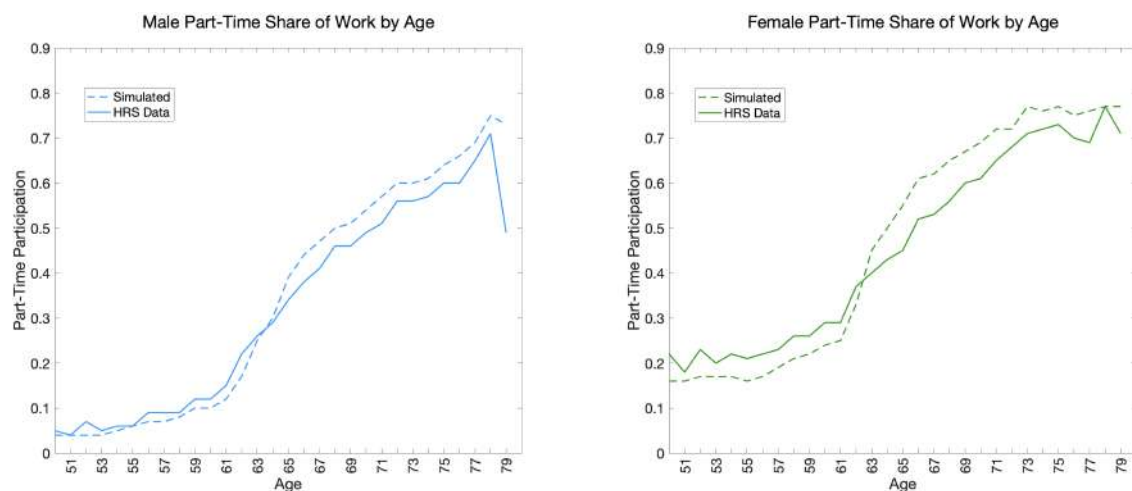 Male Part-Time Share of Work by Age
0.9
0.8
0.7
0.6
0.5
0.4
0.3
0.2
0.1
0
Part-Time Participation
Simulated
HRS Data
51 53 55 57 59 61 63 65 67 69 71 73 75 77 79
Age
Female Part-Time Share of Work by Age
0.9
0.8
0.7
0.6
0.5
0.4
0.3
0.2
0.1
0
Part-Time Participation
Simulated
HRS Data
51 53 55 57 59 61 63 65 67 69 71 73 75 77 79
Age